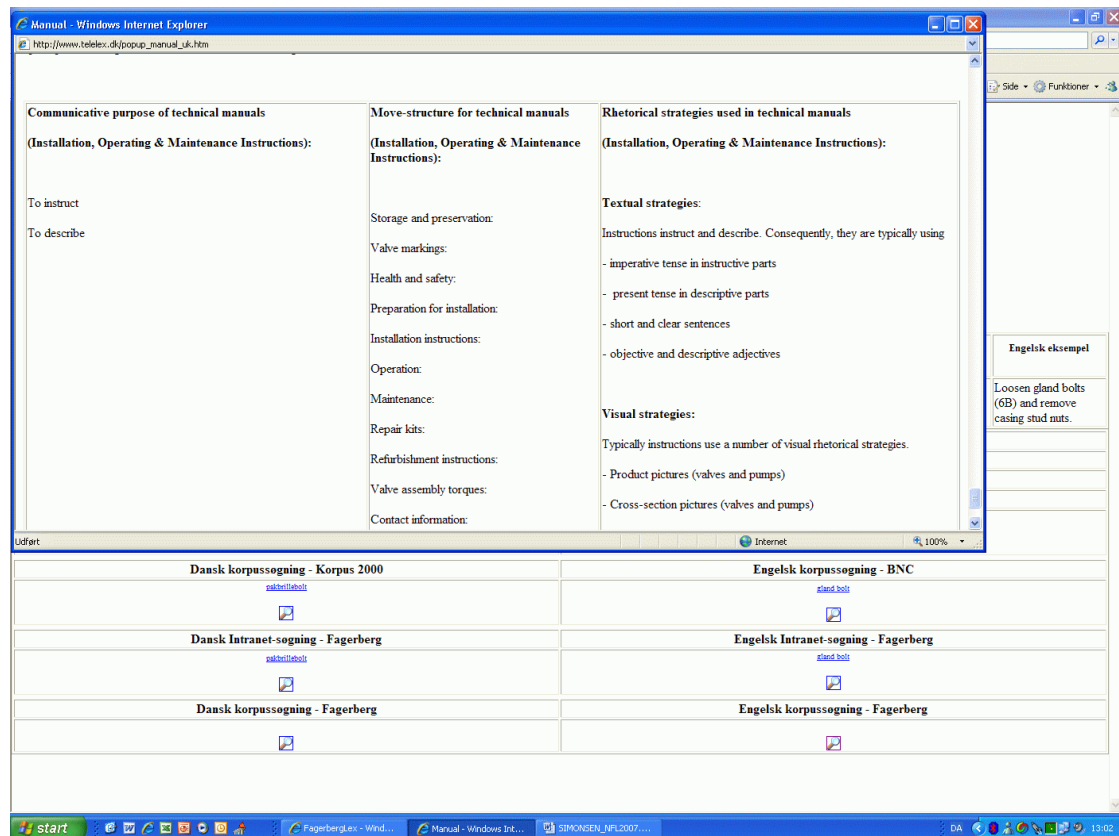 Manual - Windows Internet Explorer
http://www.telelex.dk/popup_manual_uk.htm
Side
Funktioner
Communicative purpose of technical manuals
(Installation, Operating & Maintenance Instructions):
To instruct
To describe
Move-structure for technical manuals
(Installation, Operating & Maintenance
Instructions):
Storage and preservation:
Valve markings:
Health and safety:
Preparation for installation:
Installation instructions:
Operation:
Maintenance:
Repair kits:
Refurbishment instructions:
Valve assembly torques:
Contact information:
Rhetorical strategies used in technical manuals
(Installation, Operating & Maintenance Instructions):
Textual strategies:
Instructions instruct and describe. Consequently, they are typically using
- imperative tense in instructive parts
- present tense in descriptive parts
- short and clear sentences
- objective and descriptive adjectives
Visual strategies:
Typically instructions use a number of visual rhetorical strategies.
- Product pictures (valves and pumps)
- Cross-section pictures (valves and pumps)
Engelsk eksempel
Loosen gland bolts
(6B) and remove
casing stud nuts.
Udført
Internet
100%
Dansk korpussøgning - Korpus 2000
Engelsk korpussøgning - BNC
pakbrillebolt
gland bolt
Dansk Intranet-søgning - Fagerberg
Engelsk Intranet-søgning - Fagerberg
pakbrillebolt
gland bolt
Dansk korpussøgning - Fagerberg
Engelsk korpussøgning - Fagerberg
start
FagerbergLex - Wind...
Manual - Windows Int...
SIMONSEN_NFL2007....
DA
13:02